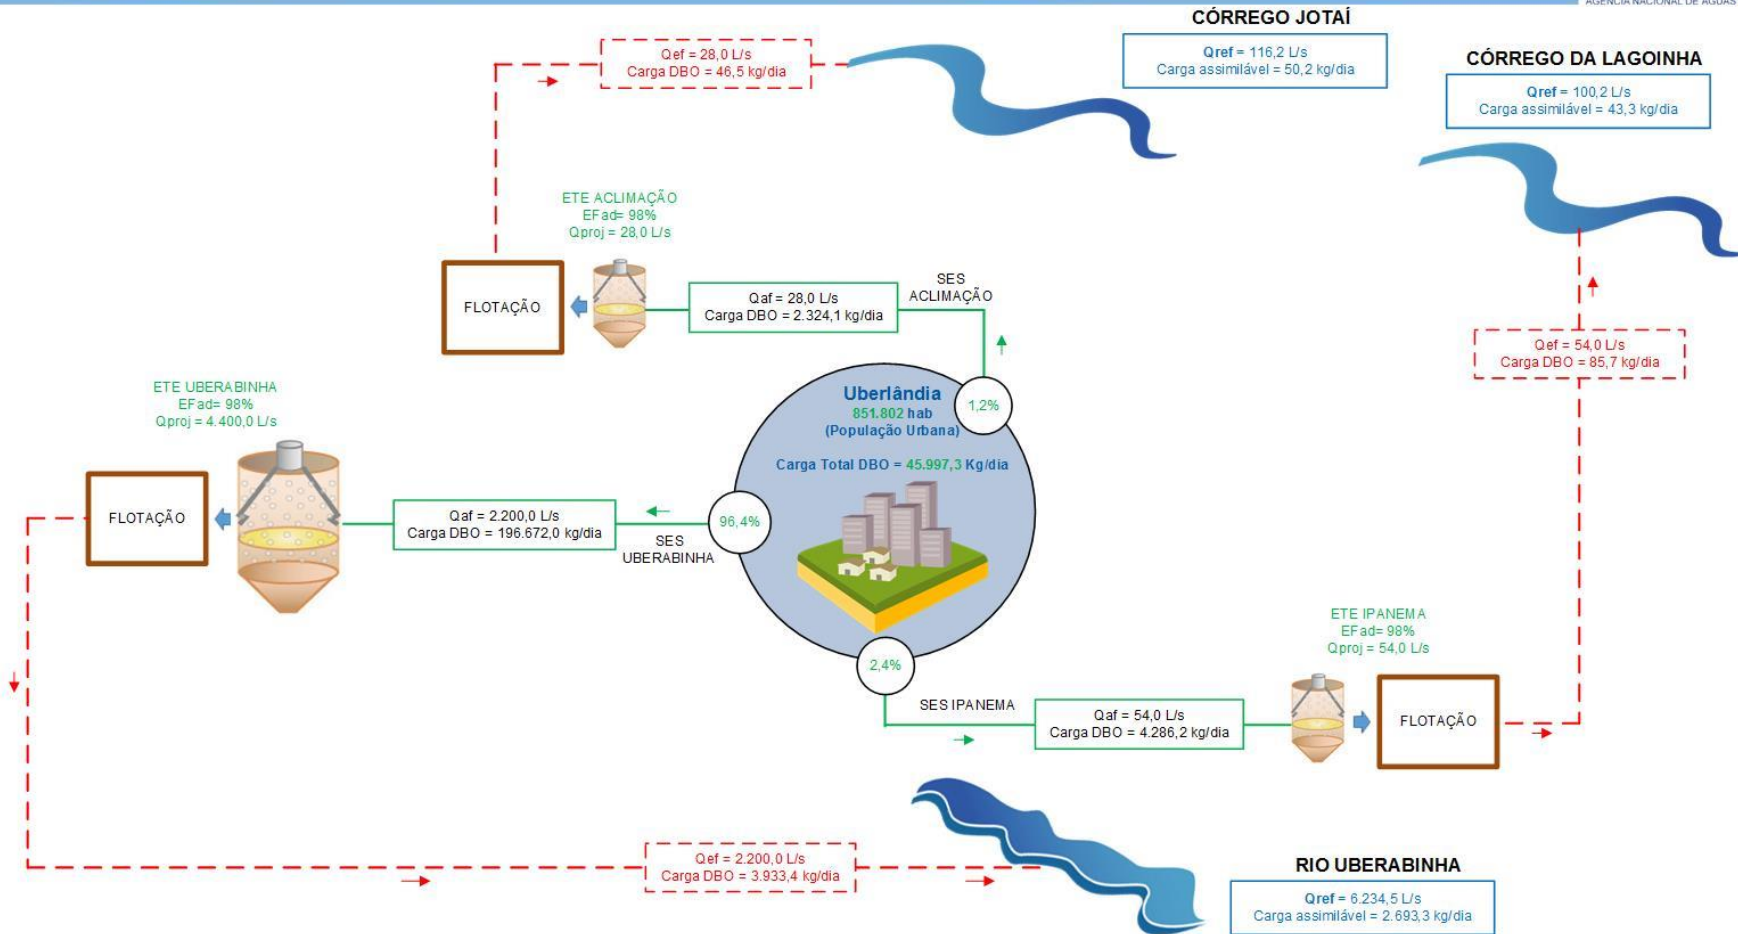 AGÊNCIA NACIONAL DE ÁGUAS
CÓRREGO JOTAÍ
Qref = 116,2 L/s
Carga assimilável = 50,2 kg/dia
Qef = 28,0 L/s
Carga DBO = 46,5 kg/dia
CÓRREGO DA LAGOINHA
Qref = 100,2 L/s
Carga assimilável = 43,3 kg/dia
ETE ACLIMAÇÃO
EFad= 98%
Qproj = 28,0 L/s
FLOTAÇÃO
Qaf = 28,0 L/s
Carga DBO = 2.324,1 kg/dia
SES
ACLIMAÇÃO
Qef = 54,0 L/s
Carga DBO = 85,7 kg/dia
ETE UBERABINHA
EFad= 98%
Qproj = 4.400,0 L/s
Uberlândia
851.802 hab
(População Urbana)
1,2%
Carga Total DBO = 45.997,3 Kg/dia
FLOTAÇÃO
Qaf = 2.200,0 L/s
Carga DBO = 196.672,0 kg/dia
SES
UBERABINHA
96,4%
2,4%
SES IPANEMA
Qaf = 54,0 L/s
Carga DBO = 4.286,2 kg/dia
ETE IPANEMA
EFad= 98%
Qproj = 54,0 L/s
FLOTAÇÃO
Qef = 2.200,0 L/s
Carga DBO = 3.933,4 kg/dia
RIO UBERABINHA
Qref = 6.234,5 L/s
Carga assimilável = 2.693,3 kg/dia